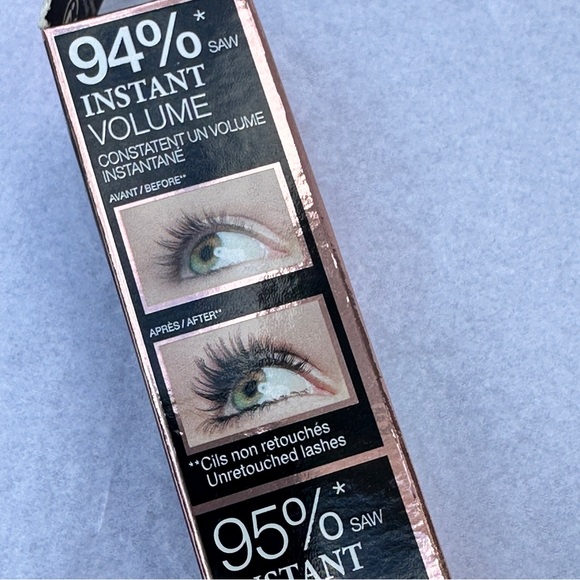 94%* SAW
INSTANT
VOLUME
CONSTATENT UN VOLUME
INSTANTANÉ
AVANT / BEFORE**
APRÈS / AFTER**
**Cils non retouchés
Unretouched lashes
95%* SAW
INSTANT